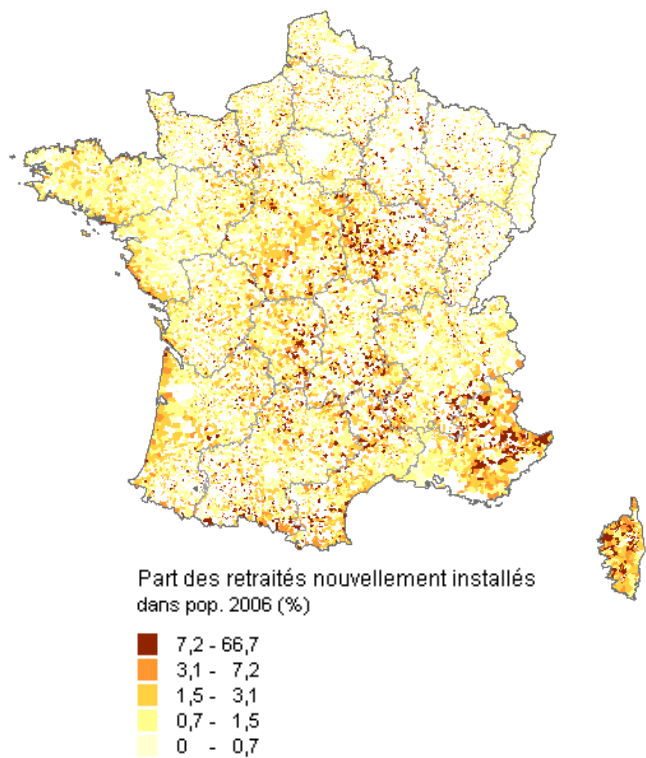 Part des retraités nouvellement installés
dans pop. 2006 (%)
7,2 - 66,7
3,1 - 7,2
1,5 - 3,1
0,7 - 1,5
0 - 0,7